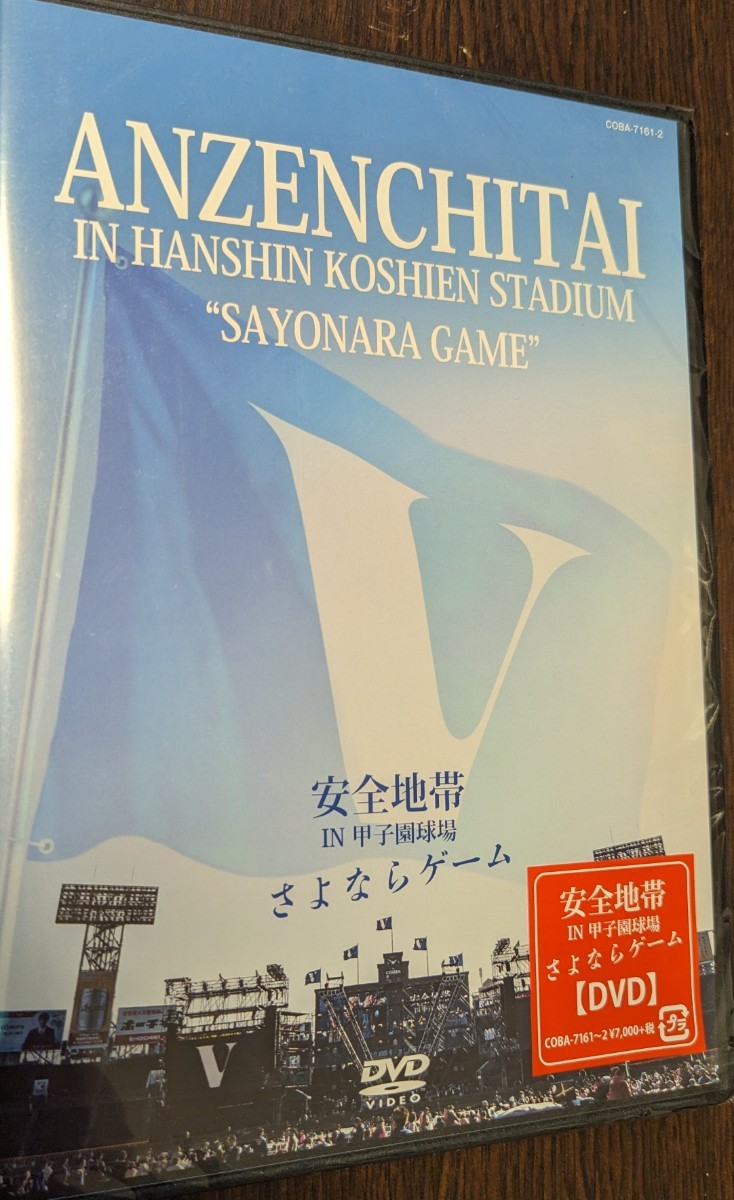 COBA-7161-2
ANZENCHITAI
IN HANSHIN KOSHIEN STADIUM
“SAYONARA GAME”
V
安全地帯
IN 甲子園球場
さよならゲーム
V
DVD
VIDEO
安全地帯
IN 甲子園球場
さよならゲーム
【DVD】
COBA-7161~2 ¥7,000+税
プラ